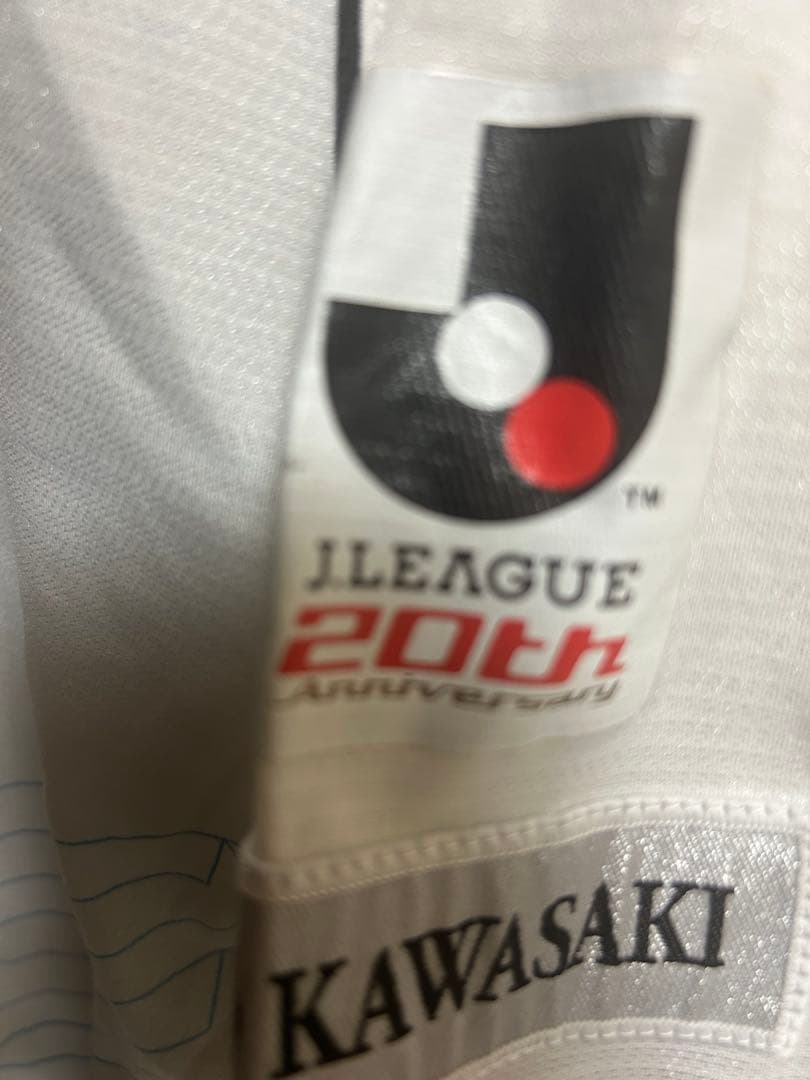 TM
J.LEAGUE
20th
Anniversary
KAWASAKI